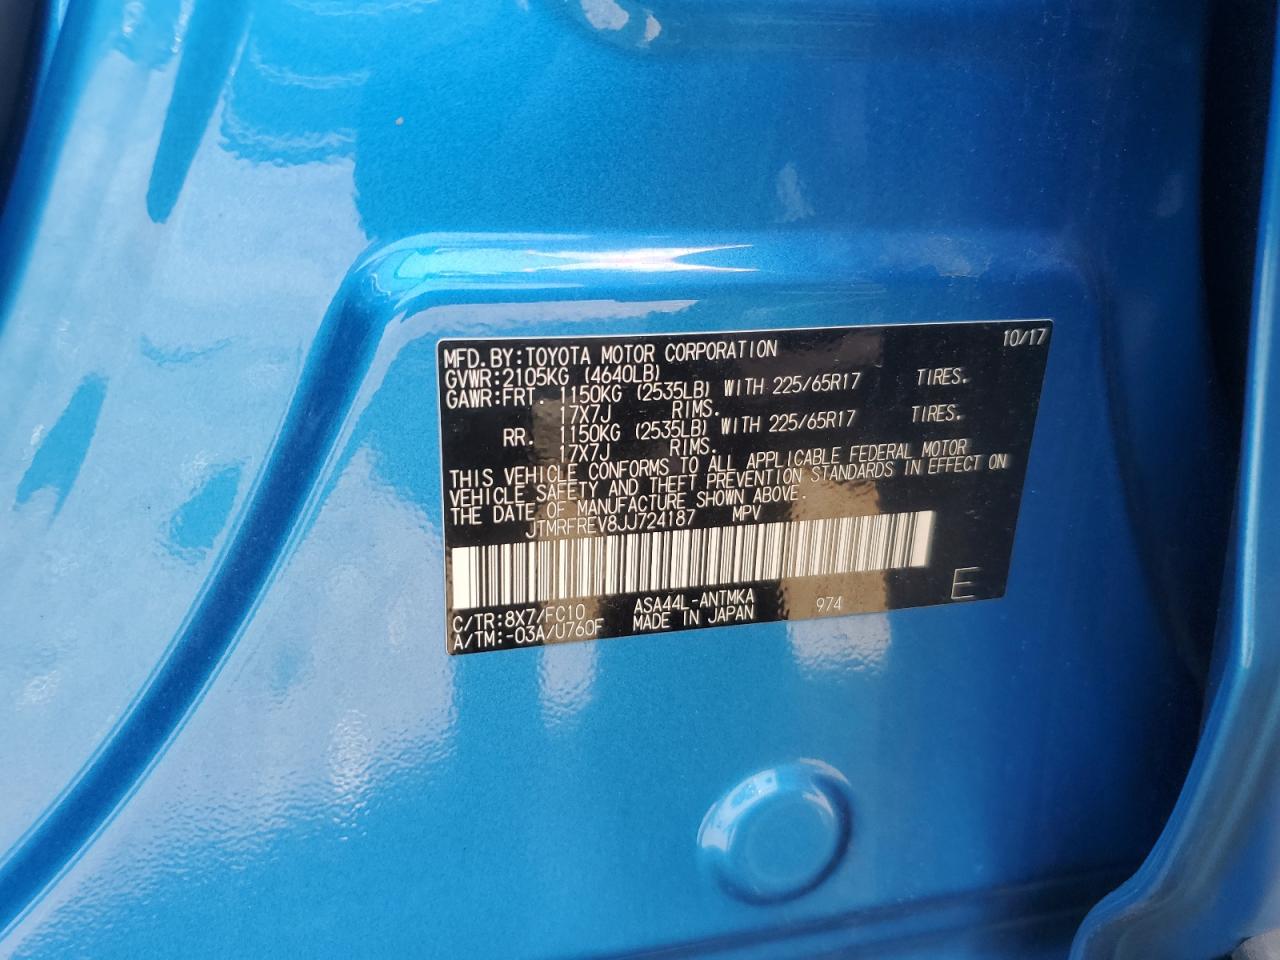 MFD.BY:TOYOTA MOTOR CORPORATION 10/17
GVWR:2105KG (4640LB)
GAWR:FRT. 1150KG (2535LB) WITH 225/65R17 TIRES.
17X7J RIMS.
RR. 1150KG (2535LB) WITH 225/65R17 TIRES.
17X7J RIMS.
THIS VEHICLE CONFORMS TO ALL APPLICABLE FEDERAL MOTOR
VEHICLE SAFETY AND THEFT PREVENTION STANDARDS IN EFFECT ON
THE DATE OF MANUFACTURE SHOWN ABOVE.
JTMRFREV8JJ724187 MPV
C/TR:8X7/FC10 ASA44L-ANTMKA 974 E
A/TM:-03A/U760F MADE IN JAPAN